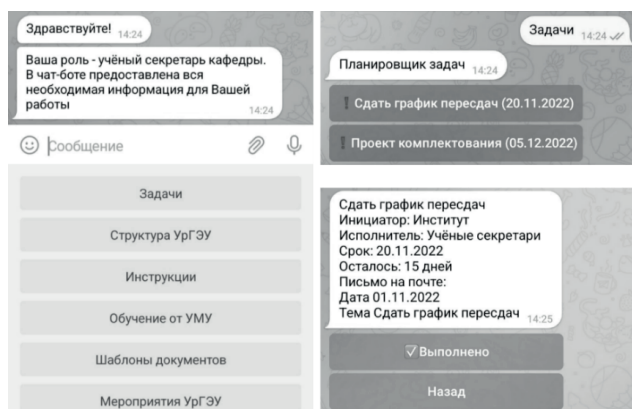 Здравствуйте! 14:24
Ваша роль - учёный секретарь кафедры.
В чат-боте предоставлена вся
необходимая информация для Вашей
работы
14:24
Сообщение
Задачи
Структура УрГЭУ
Инструкции
Обучение от УМУ
Шаблоны документов
Мероприятия УрГЭУ
Задачи 14:24
Планировщик задач 14:24
! Сдать график пересдач (20.11.2022)
! Проект комплектования (05.12.2022)
Сдать график пересдач
Инициатор: Институт
Исполнитель: Учёные секретари
Срок: 20.11.2022
Осталось: 15 дней
Письмо на почте:
Дата 01.11.2022
Тема Сдать график пересдач 14:25
Выполнено
Назад